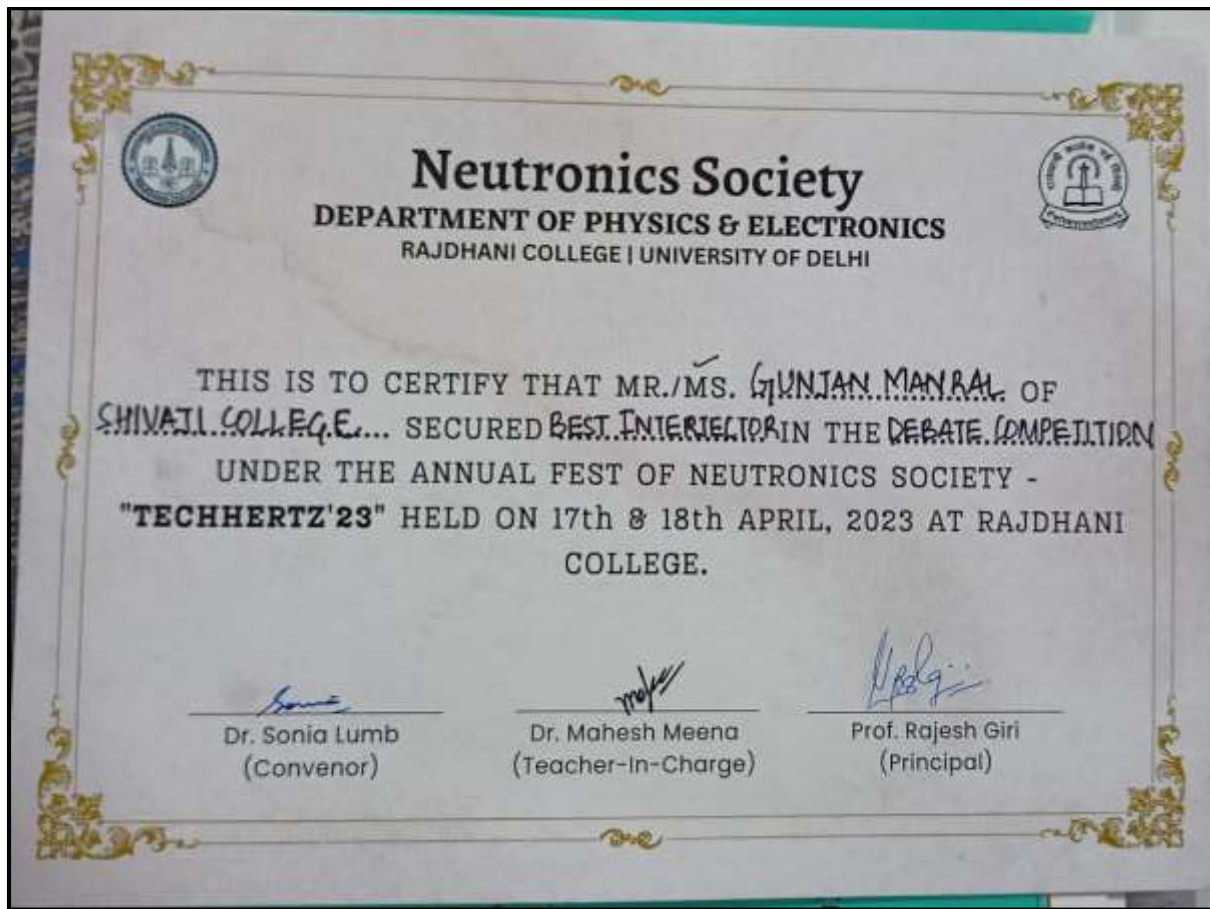 Neutronics Society
DEPARTMENT OF PHYSICS & ELECTRONICS
RAJDHANI COLLEGE | UNIVERSITY OF DELHI
THIS IS TO CERTIFY THAT MR./MS. GUNJAN MANRAL OF
SHIVAJI COLLEGE... SECURED BEST INTERJECTOR IN THE DEBATE COMPETITION
UNDER THE ANNUAL FEST OF NEUTRONICS SOCIETY -
"TECHHERTZ'23" HELD ON 17th & 18th APRIL, 2023 AT RAJDHANI
COLLEGE.
Dr. Sonia Lumb
(Convenor)
Dr. Mahesh Meena
(Teacher-In-Charge)
Prof. Rajesh Giri
(Principal)